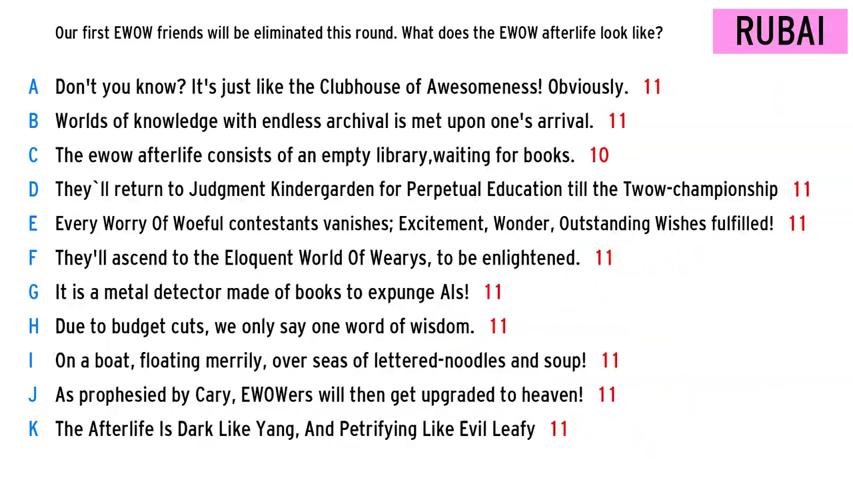 Our first EWOW friends will be eliminated this round. What does the EWOW afterlife look like?
RUBAI
A Don't you know? It's just like the Clubhouse of Awesomeness! Obviously. 11
B Worlds of knowledge with endless archival is met upon one's arrival. 11
C The ewow afterlife consists of an empty library,waiting for books. 10
D They`ll return to Judgment Kindergarden for Perpetual Education till the Twow-championship 11
E Every Worry Of Woeful contestants vanishes; Excitement, Wonder, Outstanding Wishes fulfilled! 11
F They'll ascend to the Eloquent World Of Wearys, to be enlightened. 11
G It is a metal detector made of books to expunge AIs! 11
H Due to budget cuts, we only say one word of wisdom. 11
I On a boat, floating merrily, over seas of lettered-noodles and soup! 11
J As prophesied by Cary, EWOWers will then get upgraded to heaven! 11
K The Afterlife Is Dark Like Yang, And Petrifying Like Evil Leafy 11